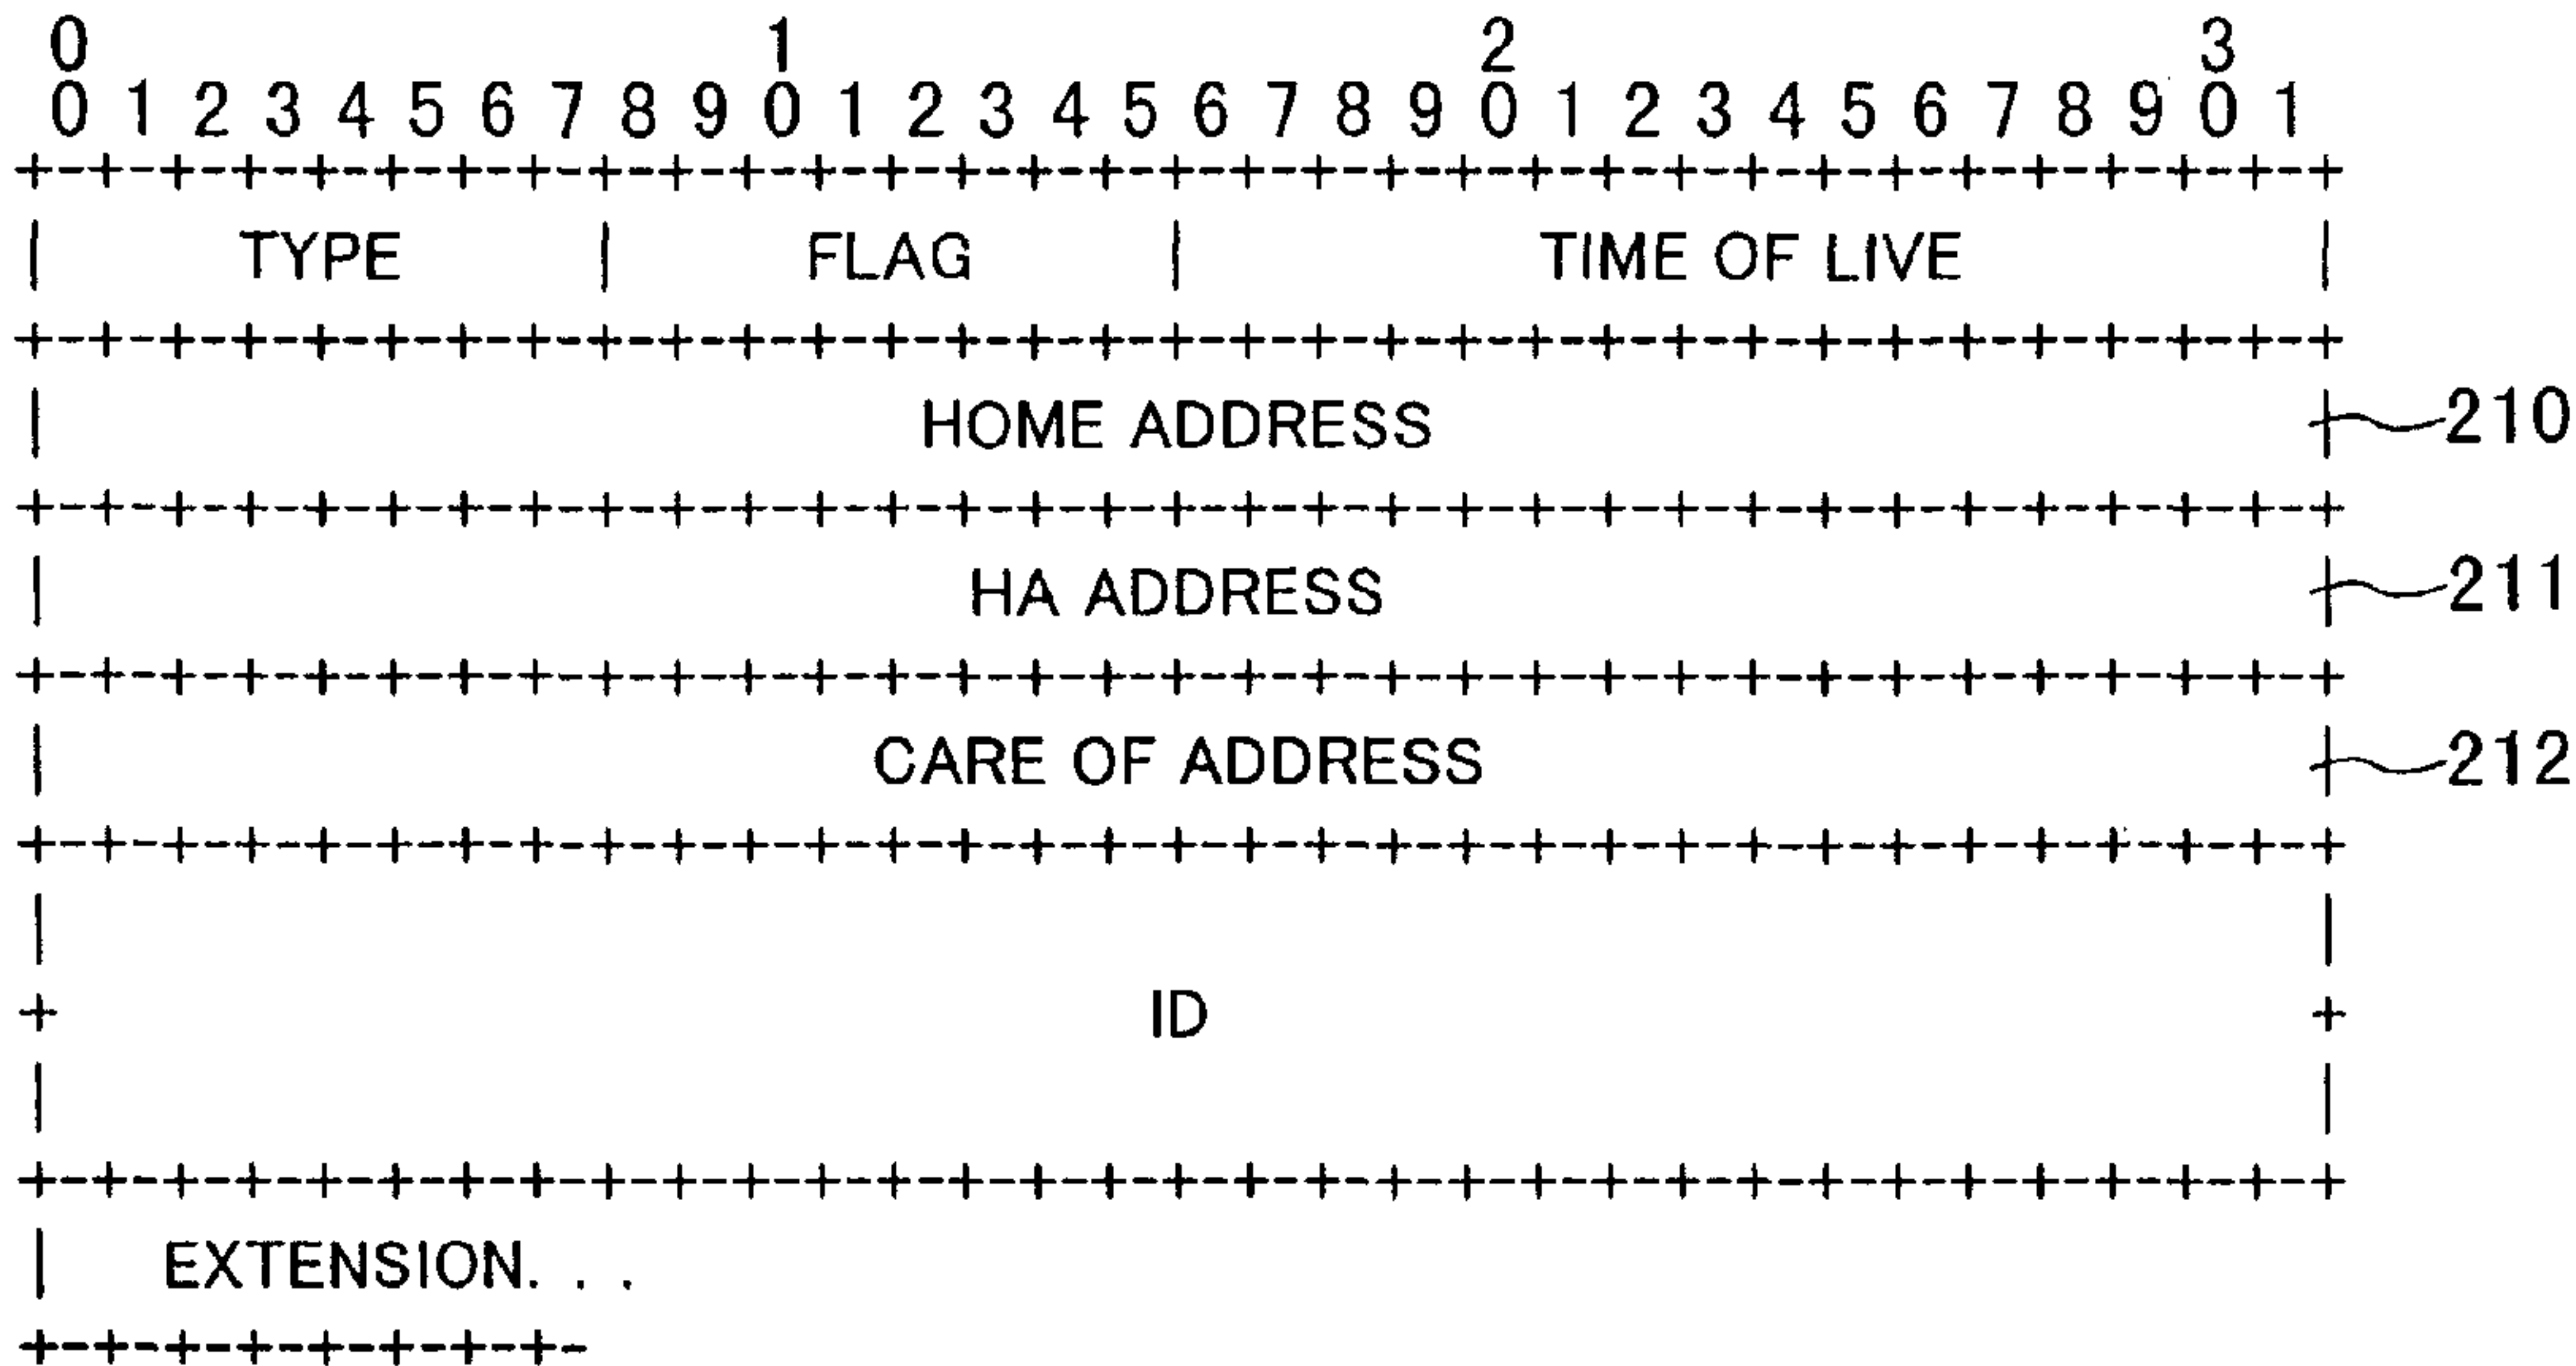 0 1 2 3
0 1 2 3 4 5 6 7 8 9 0 1 2 3 4 5 6 7 8 9 0 1 2 3 4 5 6 7 8 9 0 1
+--+--+--+--+--+--+--+--+--+--+--+--+--+--+--+--+--+--+--+--+--+--+--+--+--+--+--+--+--+--+--+--+
| TYPE | FLAG | TIME OF LIVE |
+--+--+--+--+--+--+--+--+--+--+--+--+--+--+--+--+--+--+--+--+--+--+--+--+--+--+--+--+--+--+--+--+
| HOME ADDRESS | 210
+--+--+--+--+--+--+--+--+--+--+--+--+--+--+--+--+--+--+--+--+--+--+--+--+--+--+--+--+--+--+--+--+
| HA ADDRESS | 211
+--+--+--+--+--+--+--+--+--+--+--+--+--+--+--+--+--+--+--+--+--+--+--+--+--+--+--+--+--+--+--+--+
| CARE OF ADDRESS | 212
+--+--+--+--+--+--+--+--+--+--+--+--+--+--+--+--+--+--+--+--+--+--+--+--+--+--+--+--+--+--+--+--+
| |
+ ID +
| |
+--+--+--+--+--+--+--+--+--+--+--+--+--+--+--+--+--+--+--+--+--+--+--+--+--+--+--+--+--+--+--+--+
| EXTENSION. . .
+--+--+--+--+--+--+--+-